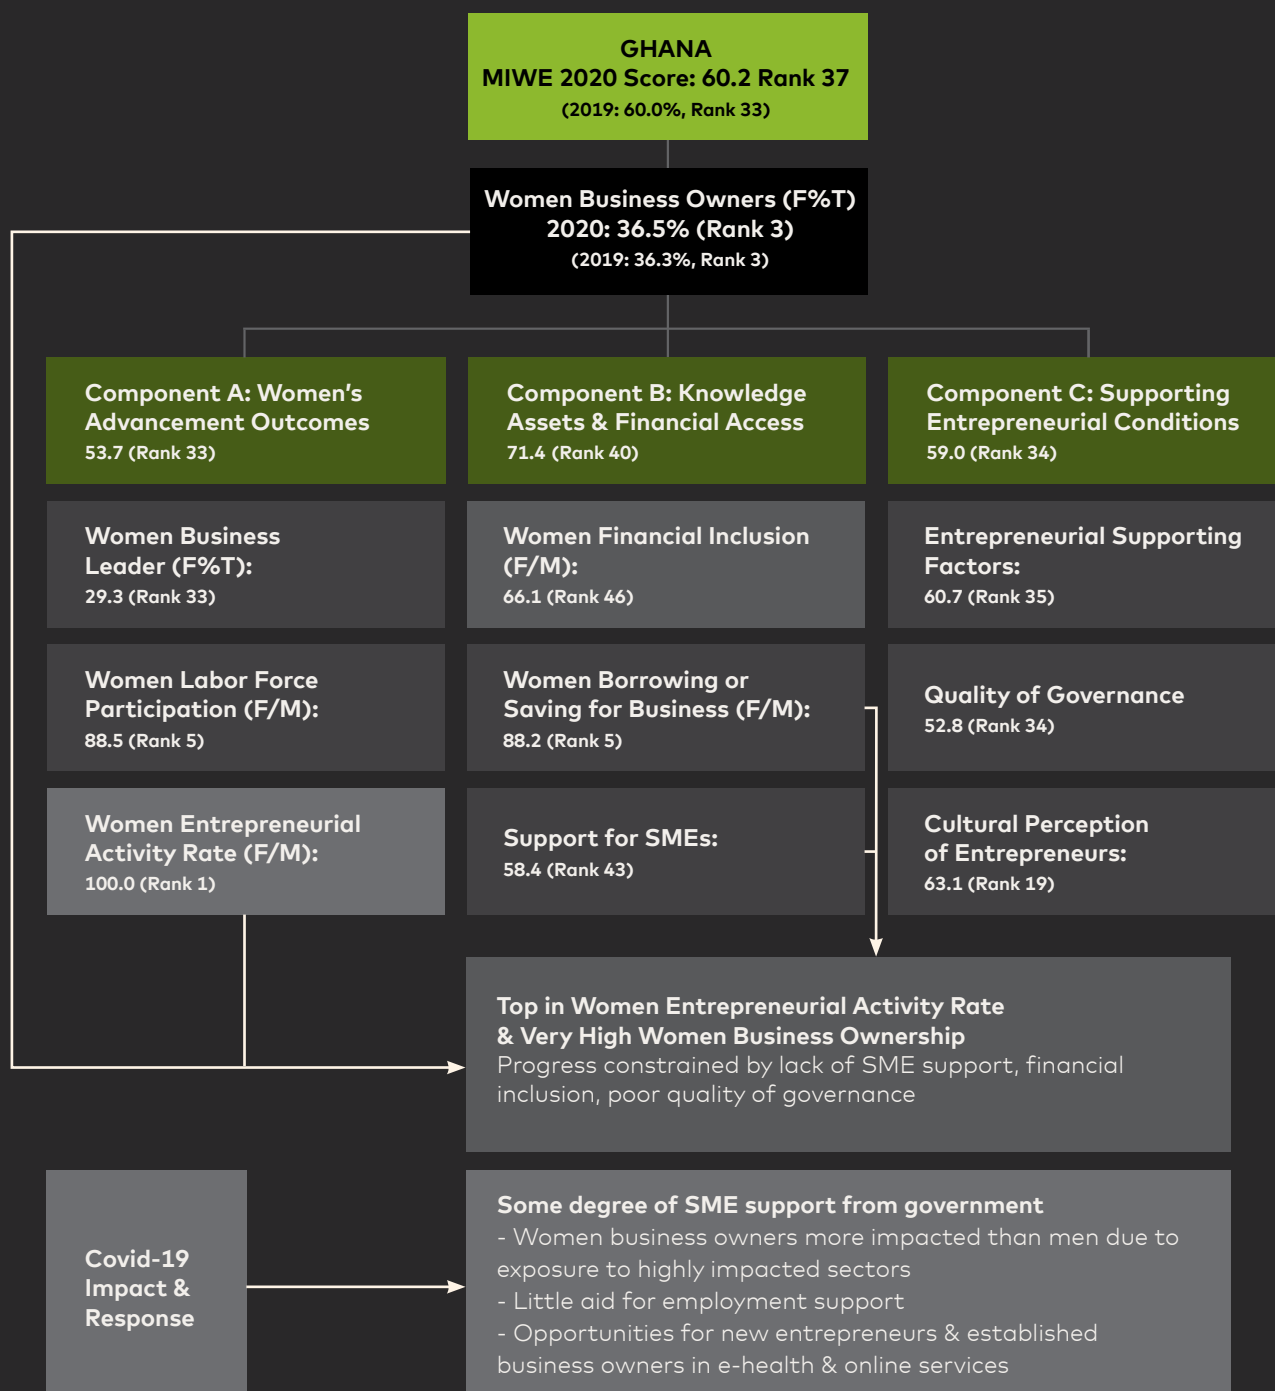 GHANA
MIWE 2020 Score: 60.2 Rank 37
(2019: 60.0%, Rank 33)
Women Business Owners (F%T)
2020: 36.5% (Rank 3)
(2019: 36.3%, Rank 3)
Component A: Women's
Advancement Outcomes
53.7 (Rank 33)
Women Business
Leader (F%T):
29.3 (Rank 33)
Women Labor Force
Participation (F/M):
88.5 (Rank 5)
Women Entrepreneurial
Activity Rate (F/M):
100.0 (Rank 1)
Component B: Knowledge
Assets & Financial Access
71.4 (Rank 40)
Women Financial Inclusion
(F/M):
66.1 (Rank 46)
Women Borrowing or
Saving for Business (F/M):
88.2 (Rank 5)
Support for SMEs:
58.4 (Rank 43)
Component C: Supporting
Entrepreneurial Conditions
59.0 (Rank 34)
Entrepreneurial Supporting
Factors:
60.7 (Rank 35)
Quality of Governance
52.8 (Rank 34)
Cultural Perception
of Entrepreneurs:
63.1 (Rank 19)
Top in Women Entrepreneurial Activity Rate
& Very High Women Business Ownership
Progress constrained by lack of SME support, financial
inclusion, poor quality of governance
Covid-19
Impact &
Response
Some degree of SME support from government
- Women business owners more impacted than men due to
exposure to highly impacted sectors
- Little aid for employment support
- Opportunities for new entrepreneurs & established
business owners in e-health & online services